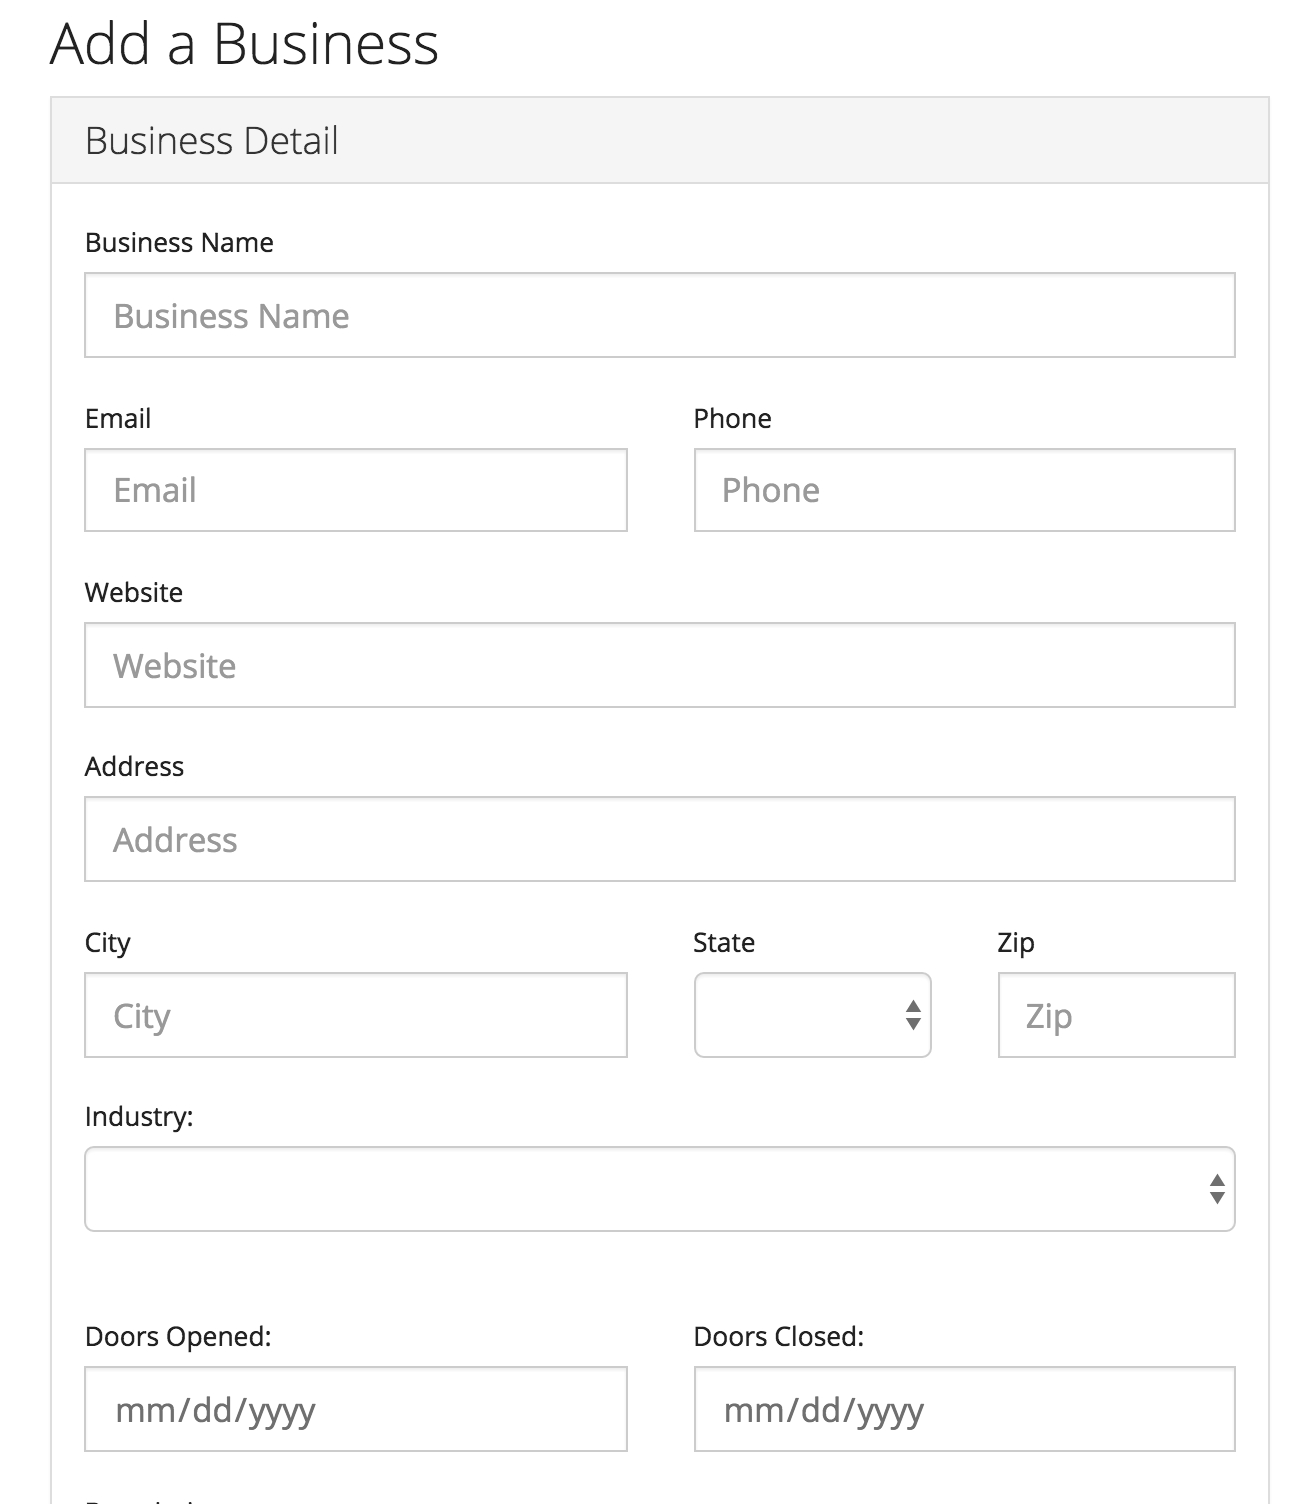 Add a Business
Business Detail
Business Name
Business Name
Email Phone
Email Phone
Website
Website
Address
Address
City State Zip
City Zip
Industry:
Doors Opened: Doors Closed:
mm/dd/yyyy mm/dd/yyyy